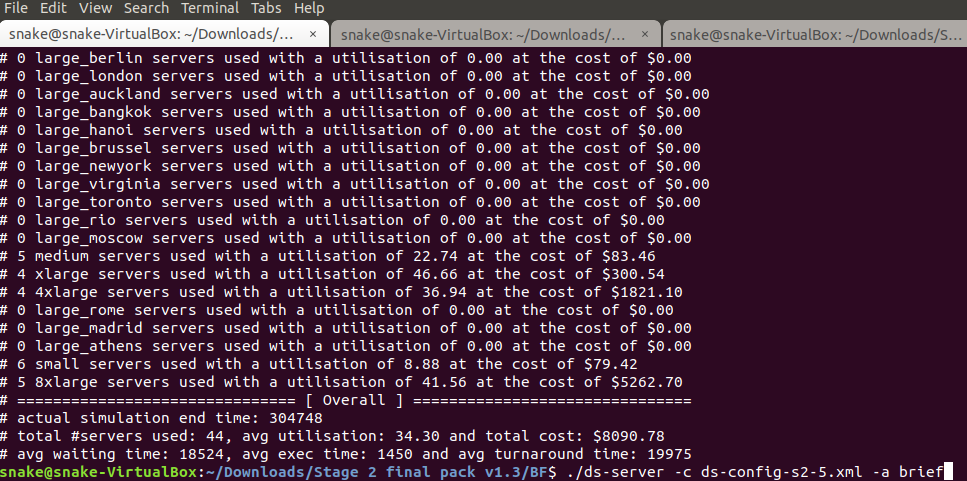 File Edit View Search Terminal Tabs Help
snake@snake-VirtualBox: ~/Downloads/... × snake@snake-VirtualBox: ~/Downloads/... × snake@snake-VirtualBox: ~/Downloads/S...
# 0 large_berlin servers used with a utilisation of 0.00 at the cost of $0.00
# 0 large_london servers used with a utilisation of 0.00 at the cost of $0.00
# 0 large_auckland servers used with a utilisation of 0.00 at the cost of $0.00
# 0 large_bangkok servers used with a utilisation of 0.00 at the cost of $0.00
# 0 large_hanoi servers used with a utilisation of 0.00 at the cost of $0.00
# 0 large_brussel servers used with a utilisation of 0.00 at the cost of $0.00
# 0 large_newyork servers used with a utilisation of 0.00 at the cost of $0.00
# 0 large_virginia servers used with a utilisation of 0.00 at the cost of $0.00
# 0 large_toronto servers used with a utilisation of 0.00 at the cost of $0.00
# 0 large_rio servers used with a utilisation of 0.00 at the cost of $0.00
# 0 large_moscow servers used with a utilisation of 0.00 at the cost of $0.00
# 5 medium servers used with a utilisation of 22.74 at the cost of $83.46
# 4 xlarge servers used with a utilisation of 46.66 at the cost of $300.54
# 4 4xlarge servers used with a utilisation of 36.94 at the cost of $1821.10
# 0 large_rome servers used with a utilisation of 0.00 at the cost of $0.00
# 0 large_madrid servers used with a utilisation of 0.00 at the cost of $0.00
# 0 large_athens servers used with a utilisation of 0.00 at the cost of $0.00
# 6 small servers used with a utilisation of 8.88 at the cost of $79.42
# 5 8xlarge servers used with a utilisation of 41.56 at the cost of $5262.70
# =============================== [ Overall ] ===============================
# actual simulation end time: 304748
# total #servers used: 44, avg utilisation: 34.30 and total cost: $8090.78
# avg waiting time: 18524, avg exec time: 1450 and avg turnaround time: 19975
snake@snake-VirtualBox:~/Downloads/Stage 2 final pack v1.3/BF$ ./ds-server -c ds-config-s2-5.xml -a brief